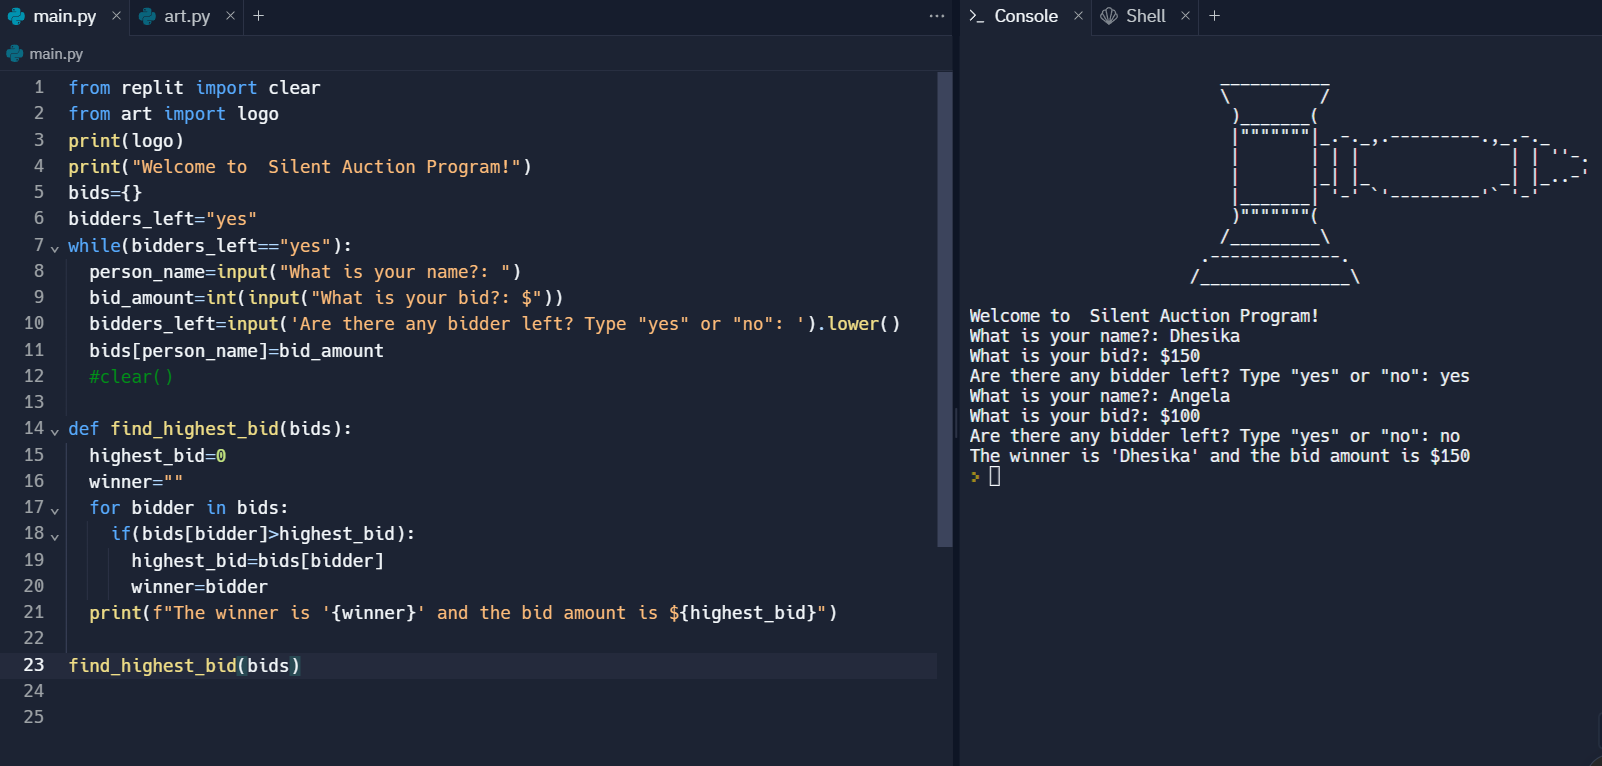 main.py × art.py × + ···
main.py
1 from replit import clear
2 from art import logo
3 print(logo)
4 print("Welcome to  Silent Auction Program!")
5 bids={}
6 bidders_left="yes"
7 while(bidders_left=="yes"):
8   person_name=input("What is your name?: ")
9   bid_amount=int(input("What is your bid?: $"))
10   bidders_left=input('Are there any bidder left? Type "yes" or "no": ').lower()
11   bids[person_name]=bid_amount
12   #clear()
13
14 def find_highest_bid(bids):
15   highest_bid=0
16   winner=""
17   for bidder in bids:
18     if(bids[bidder]>highest_bid):
19       highest_bid=bids[bidder]
20       winner=bidder
21   print(f"The winner is '{winner}' and the bid amount is ${highest_bid}")
22
23 find_highest_bid(bids)
24
25
>_ Console × Shell × +
                         ___________
                         \         /
                          )_______(
                          |"""""""|_.-._,.---------.,_.-._
                          |       | | |               | | ''-.
                          |       |_| |_             _| |_..-'
                          |_______| '-' `'---------'` '-'
                          )"""""""(
                         /_________\
                       .-------------.
                      /_______________\
Welcome to  Silent Auction Program!
What is your name?: Dhesika
What is your bid?: $150
Are there any bidder left? Type "yes" or "no": yes
What is your name?: Angela
What is your bid?: $100
Are there any bidder left? Type "yes" or "no": no
The winner is 'Dhesika' and the bid amount is $150
>